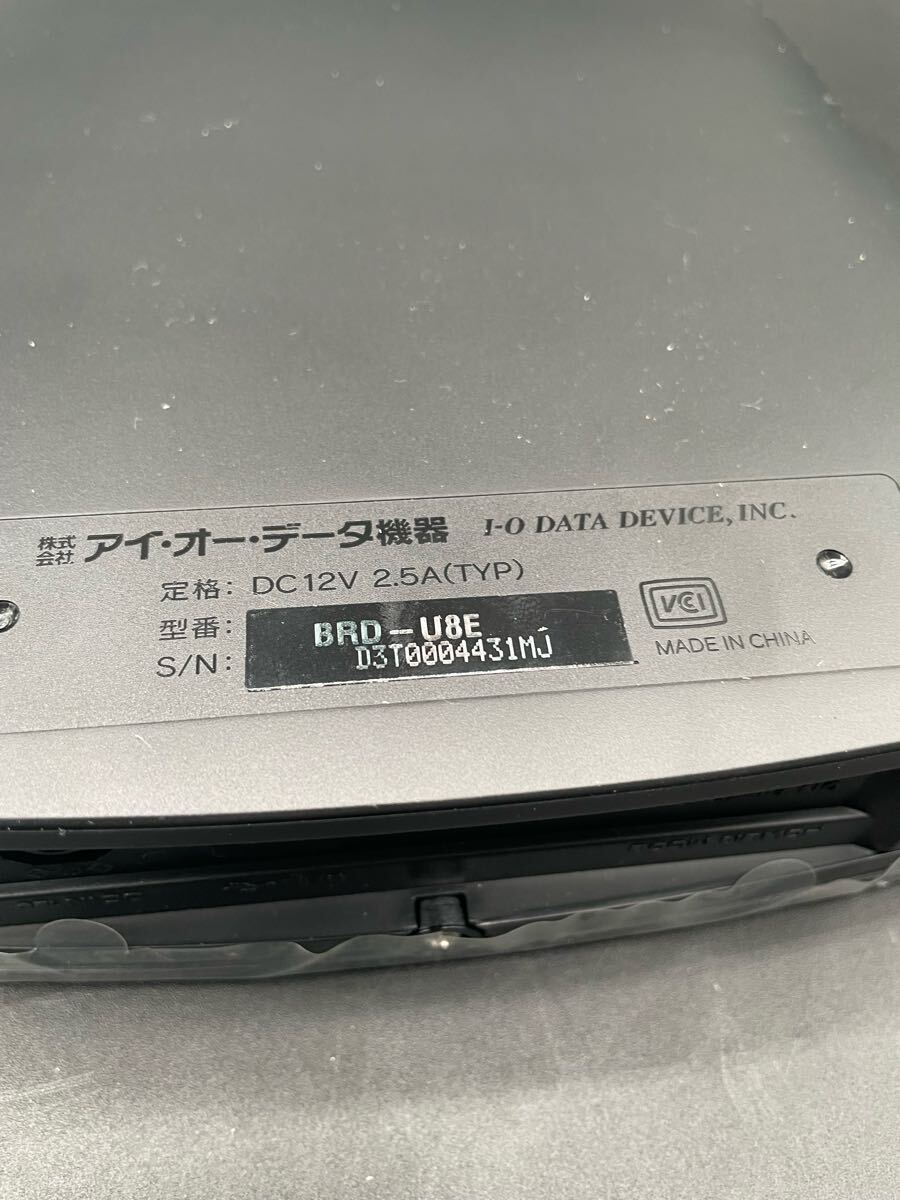 株式会社 アイ・オー・データ機器 I-O DATA DEVICE, INC.
定格: DC12V 2.5A(TYP)
型番: BRD-U8E
S/N: D3T0004431MJ
VCCI
MADE IN CHINA